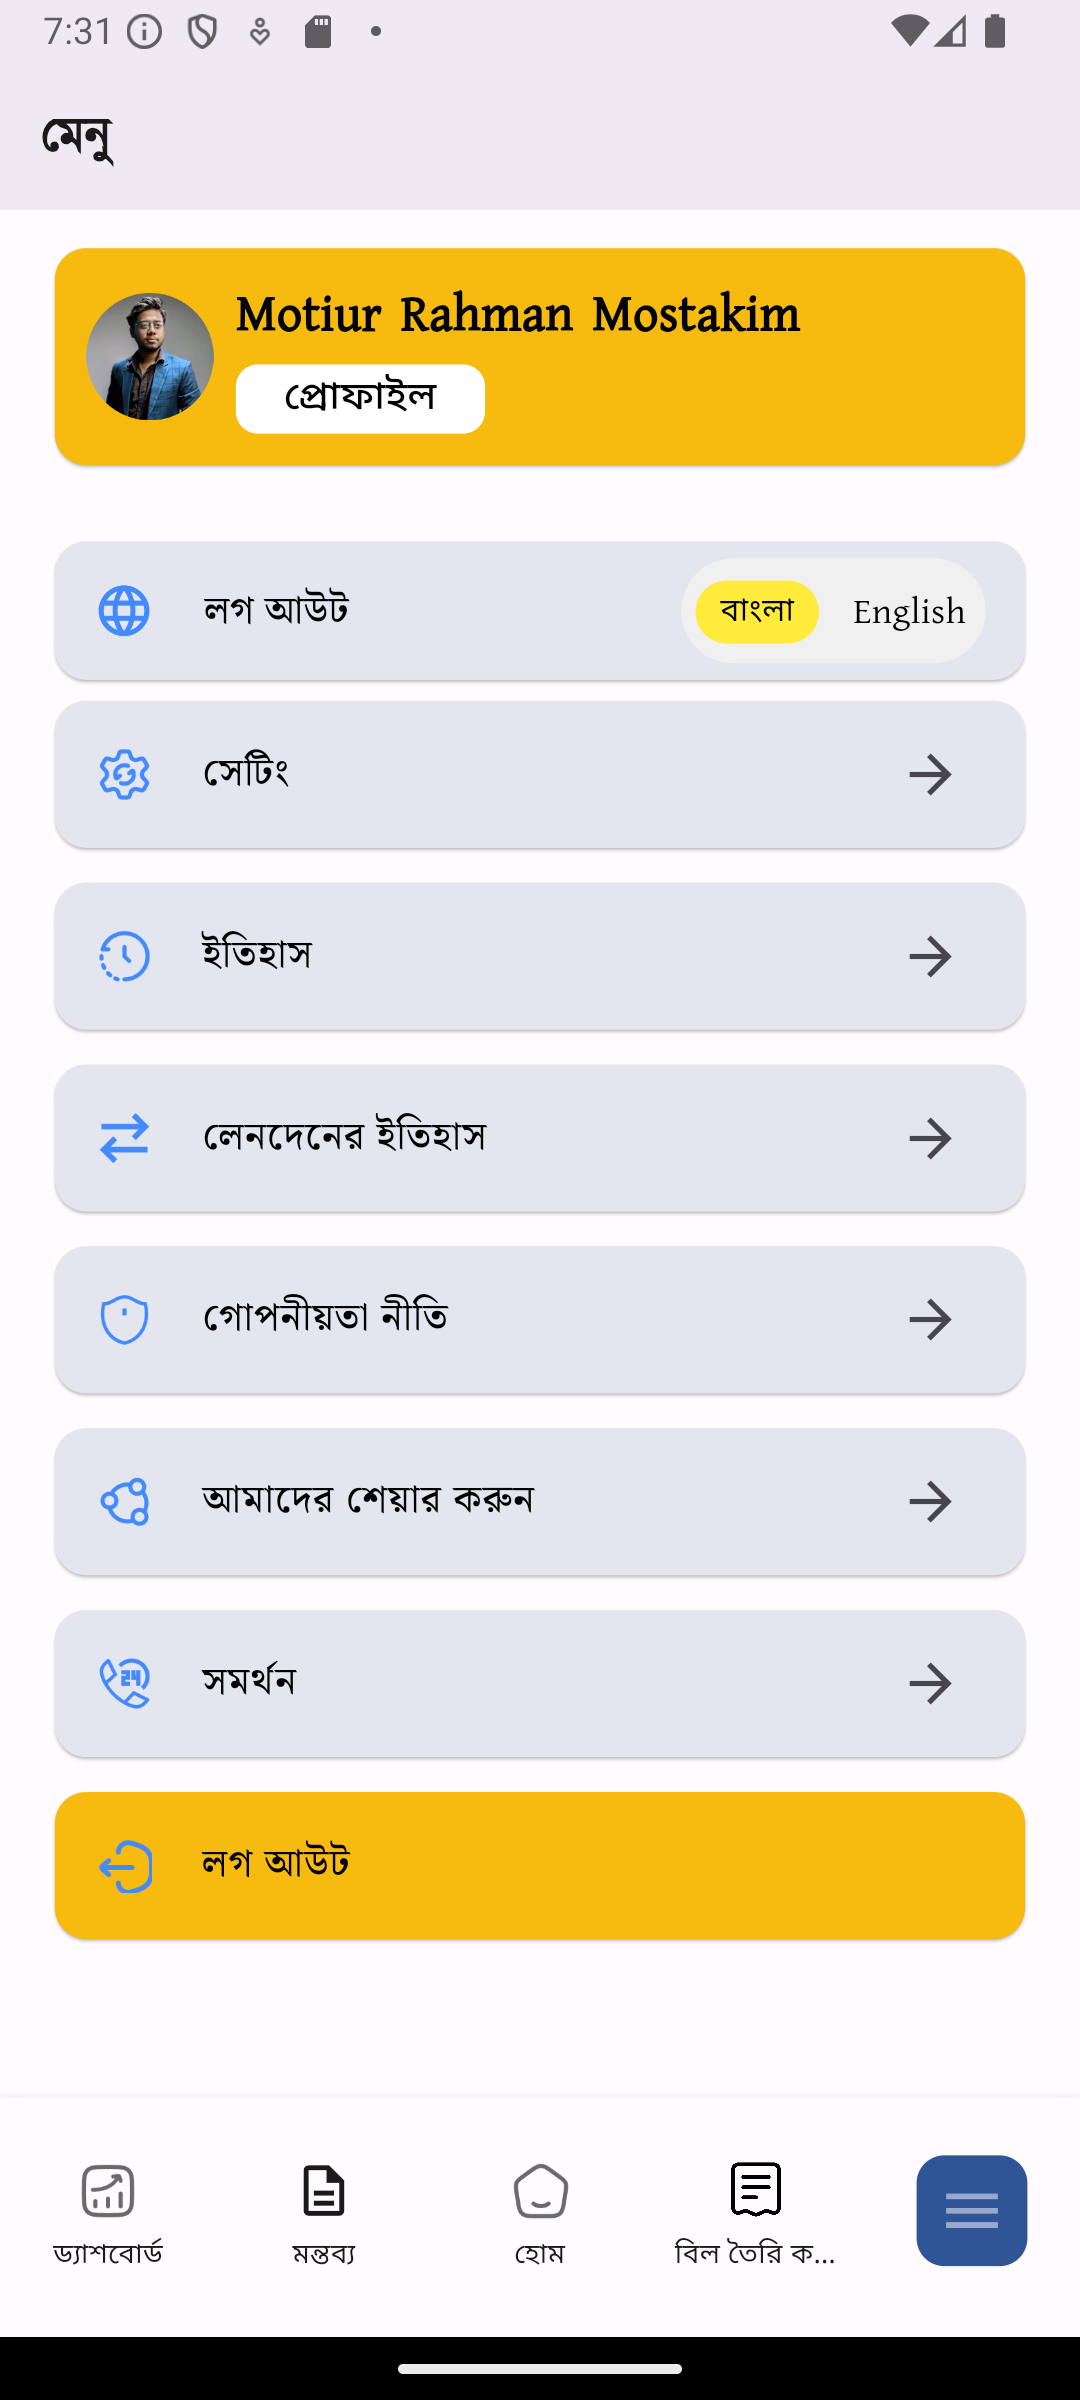 7:31
মেনু
Motiur Rahman Mostakim
প্রোফাইল
লগ আউট
বাংলা English
সেটিং
ইতিহাস
লেনদেনের ইতিহাস
গোপনীয়তা নীতি
আমাদের শেয়ার করুন
24
সমর্থন
লগ আউট
ড্যাশবোর্ড মন্তব্য হোম বিল তৈরি ক...